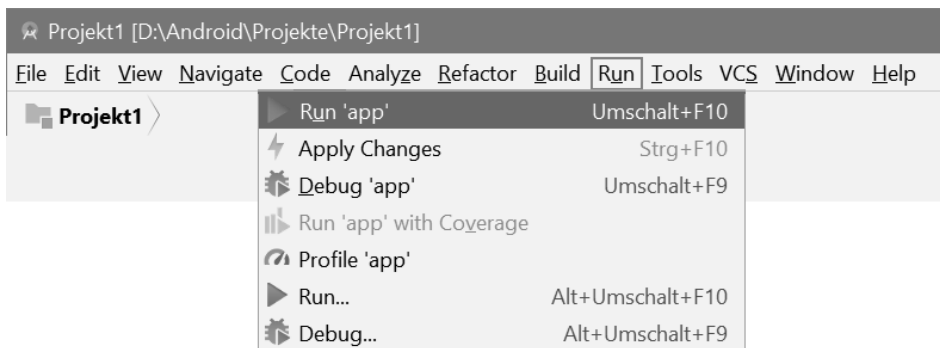 Projekt1 [D:\Android\Projekte\Projekt1]
File Edit View Navigate Code Analyze Refactor Build Run Tools VCS Window Help
Projekt1
Run 'app' Umschalt+F10
Apply Changes Strg+F10
Debug 'app' Umschalt+F9
Run 'app' with Coverage
Profile 'app'
Run... Alt+Umschalt+F10
Debug... Alt+Umschalt+F9